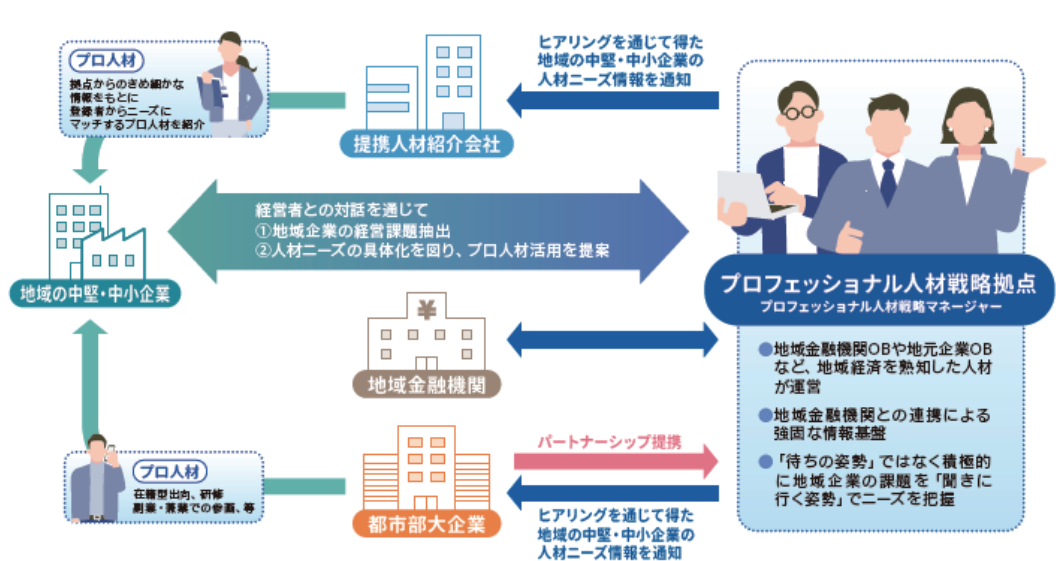 プロ人材
拠点からのきめ細かな
情報をもとに
登録者からニーズに
マッチするプロ人材を紹介
提携人材紹介会社
ヒアリングを通じて得た
地域の中堅・中小企業の
人材ニーズ情報を通知
経営者との対話を通じて
①地域企業の経営課題抽出
②人材ニーズの具体化を図り、プロ人材活用を提案
地域の中堅・中小企業
プロフェッショナル人材戦略拠点
プロフェッショナル人材戦略マネージャー
¥
地域金融機関
●地域金融機関OBや地元企業OB
など、地域経済を熟知した人材
が運営
●地域金融機関との連携による
強固な情報基盤
●「待ちの姿勢」ではなく積極的
に地域企業の課題を「聞きに
行く姿勢」でニーズを把握
プロ人材
在籍型出向、研修
副業・兼業での参画、等
都市部大企業
パートナーシップ提携
ヒアリングを通じて得た
地域の中堅・中小企業の
人材ニーズ情報を通知